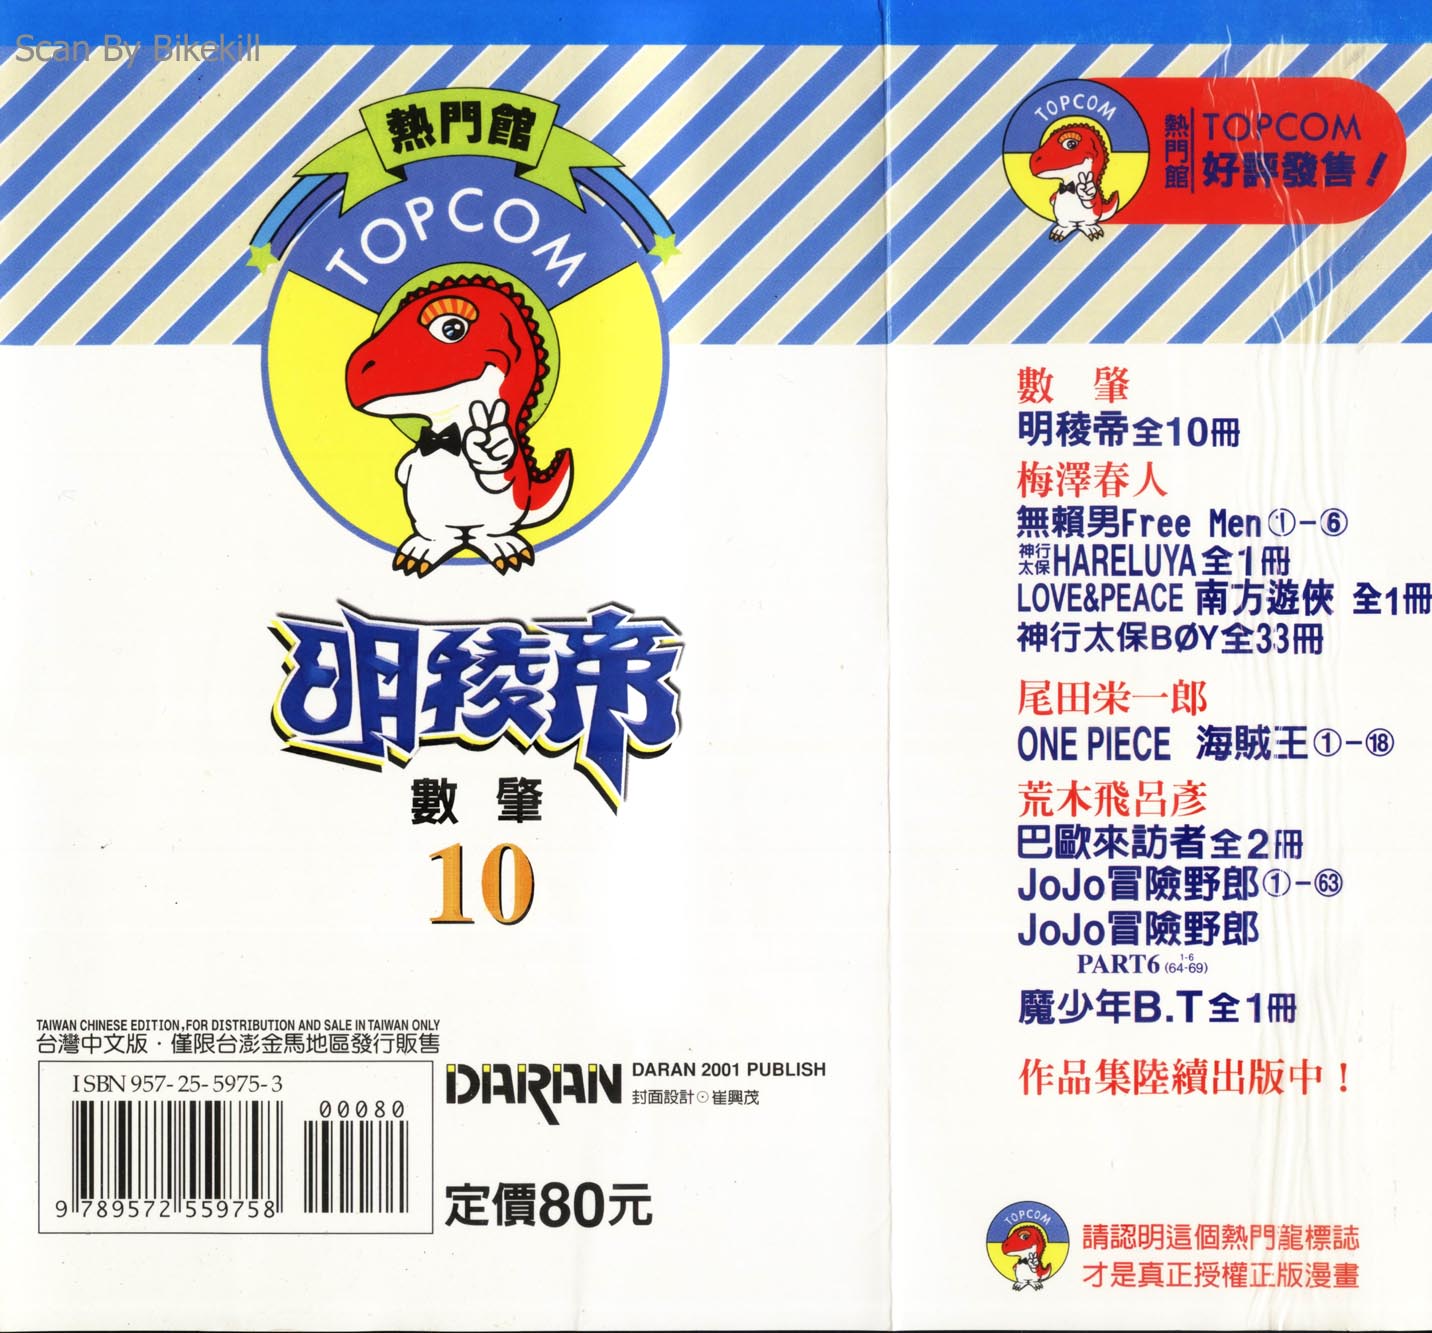 Scan By Bikekill
熱門館
TOPCOM
明稜帝
數 肇
10
TAIWAN CHINESE EDITION,FOR DISTRIBUTION AND SALE IN TAIWAN ONLY
台灣中文版·僅限台澎金馬地區發行販售
ISBN 957-25-5975-3
00080
9 789572 559758
DARAN
DARAN 2001 PUBLISH
封面設計⊙崔興茂
定價80元
TOPCOM
熱門館
TOPCOM
好評發售!
數 肇
明稜帝全10冊
梅澤春人
無賴男Free Men①-⑥
神行太保HARELUYA全1冊
LOVE&PEACE 南方遊俠 全1冊
神行太保BØY全33冊
尾田栄一郎
ONE PIECE 海賊王①-⑱
荒木飛呂彥
巴歐來訪者全2冊
JoJo冒險野郎①-63
JoJo冒險野郎
PART6 1-6 (64-69)
魔少年B.T全1冊
作品集陸續出版中!
TOPCOM
請認明這個熱門龍標誌
才是真正授權正版漫畫